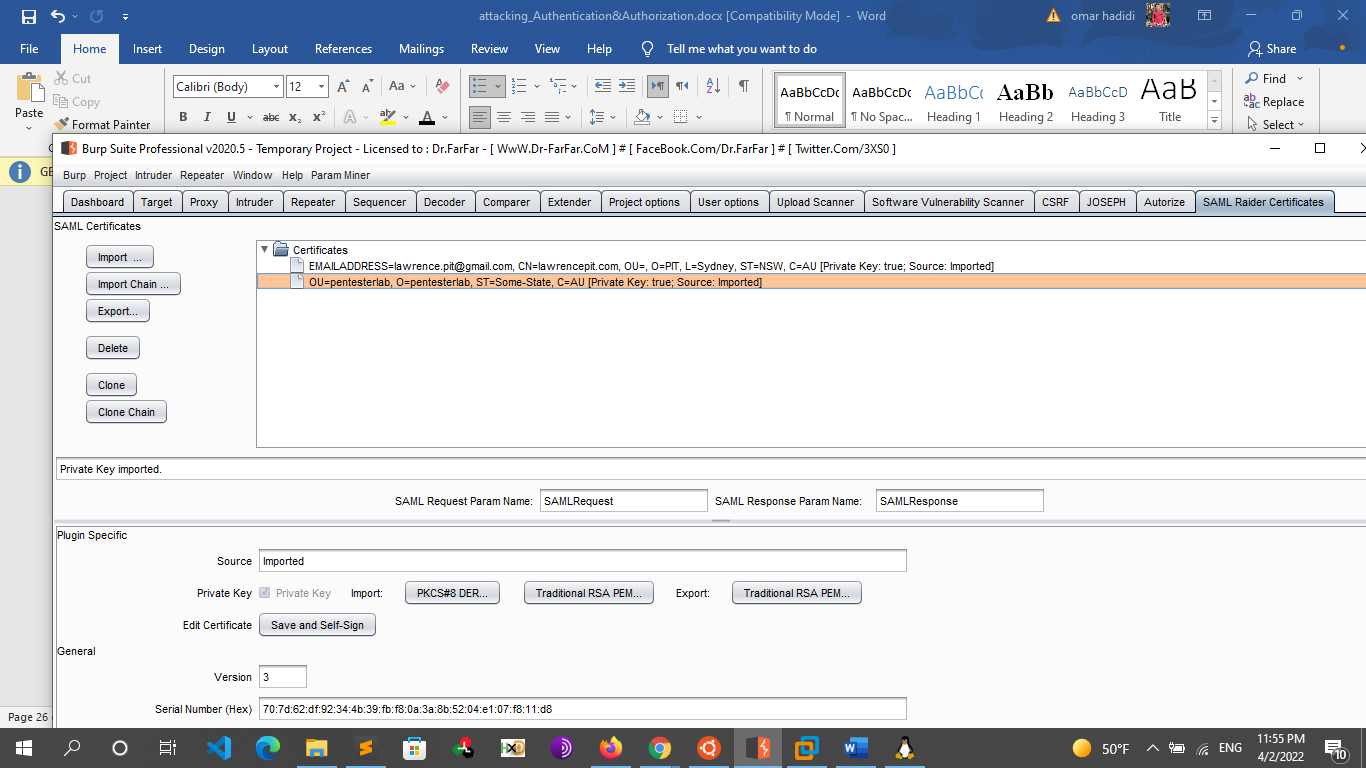 attacking_Authentication&Authorization.docx [Compatibility Mode] - Word
omar hadidi
File Home Insert Design Layout References Mailings Review View Help Tell me what you want to do Share
Paste
Cut
Copy
Format Painter
Calibri (Body) 12 Aa
B I U abc x₂ x² A aby A
AaBbCcDc AaBbCcDc AaBbCc AaBb AaBbCcD AaB
¶ Normal ¶ No Spac... Heading 1 Heading 2 Heading 3 Title
Find
Replace
Select
Burp Suite Professional v2020.5 - Temporary Project - Licensed to : Dr.FarFar - [ WwW.Dr-FarFar.CoM ] # [ FaceBook.Com/Dr.FarFar ] # [ Twitter.Com/3XS0 ]
GE
Burp Project Intruder Repeater Window Help Param Miner
Dashboard Target Proxy Intruder Repeater Sequencer Decoder Comparer Extender Project options User options Upload Scanner Software Vulnerability Scanner CSRF JOSEPH Autorize SAML Raider Certificates
SAML Certificates
Import ...
Import Chain ...
Export...
Delete
Clone
Clone Chain
Certificates
EMAILADDRESS=lawrence.pit@gmail.com, CN=lawrencepit.com, OU=, O=PIT, L=Sydney, ST=NSW, C=AU [Private Key: true; Source: Imported]
OU=pentesterlab, O=pentesterlab, ST=Some-State, C=AU [Private Key: true; Source: Imported]
Private Key imported.
SAML Request Param Name: SAMLRequest SAML Response Param Name: SAMLResponse
Plugin Specific
Source Imported
Private Key Private Key Import: PKCS#8 DER... Traditional RSA PEM... Export: Traditional RSA PEM...
Edit Certificate Save and Self-Sign
General
Version 3
Serial Number (Hex) 70:7d:62:df:92:34:4b:39:fb:f8:0a:3a:8b:52:04:e1:07:f8:11:d8
Page 26
50°F ENG 11:55 PM
4/2/2022
10